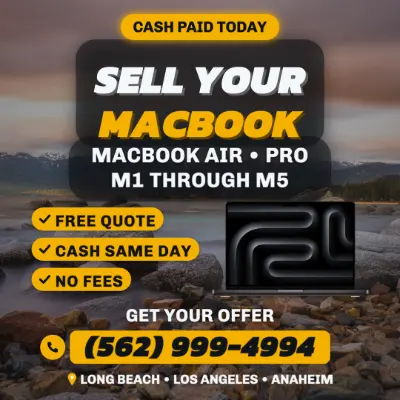 CASH PAID TODAY
SELL YOUR
MACBOOK
MACBOOK AIR • PRO
M1 THROUGH M5
FREE QUOTE
CASH SAME DAY
NO FEES
GET YOUR OFFER
(562) 999-4994
LONG BEACH • LOS ANGELES • ANAHEIM